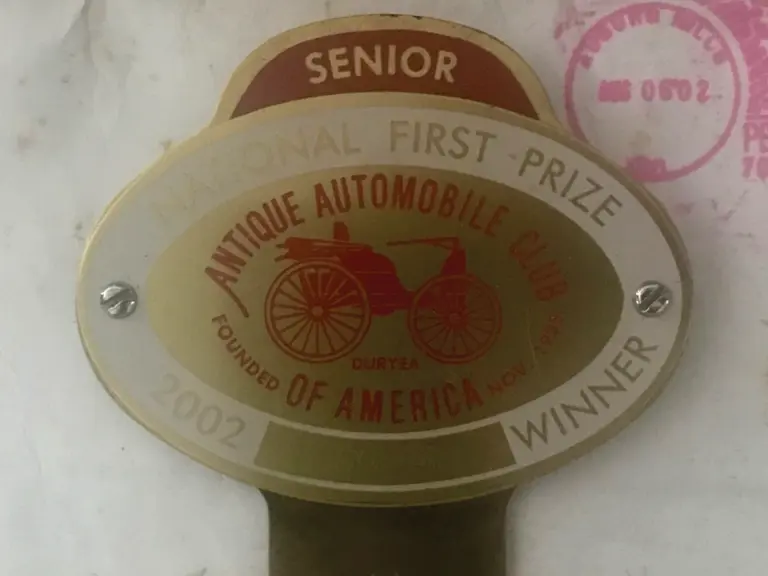 SENIOR
NATIONAL FIRST PRIZE
ANTIQUE AUTOMOBILE CLUB
DURYEA
FOUNDED NOV.
OF AMERICA
2002 WINNER